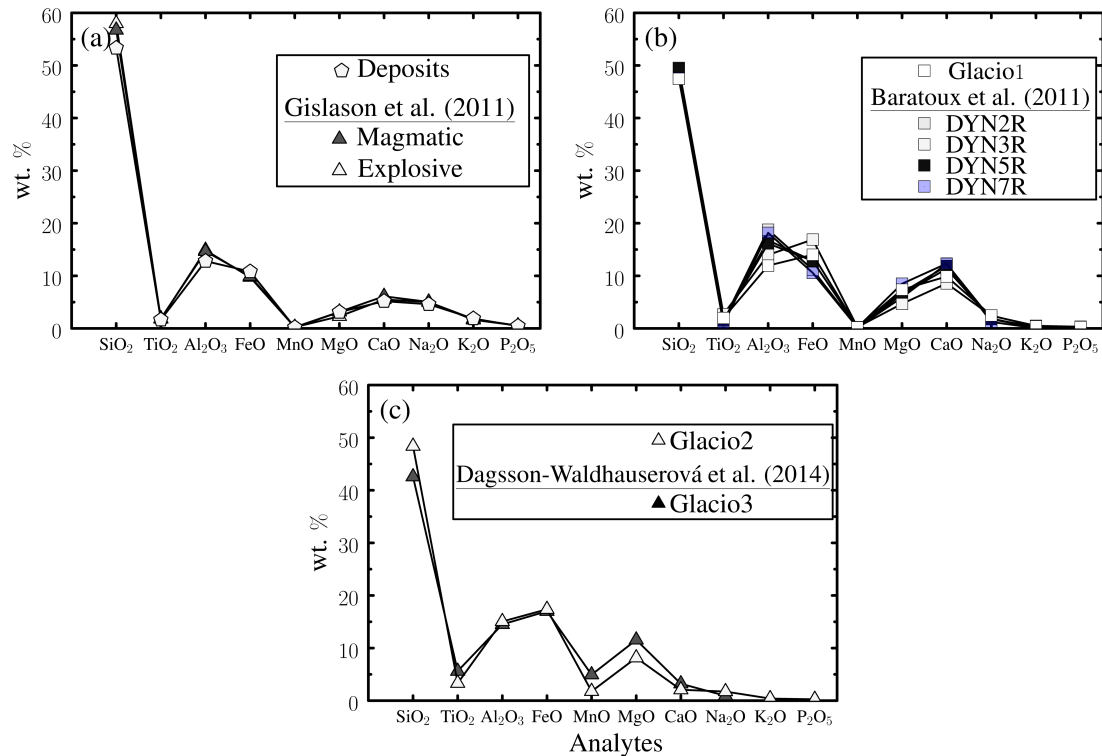 (a)
60
50
40
30
20
10
0
wt. %
Deposits
Gislason et al. (2011)
Magmatic
Explosive
SiO₂ TiO₂ Al₂O₃ FeO MnO MgO CaO Na₂O K₂O P₂O₅
(b)
60
50
40
30
20
10
0
wt. %
Glacio1
Baratoux et al. (2011)
DYN2R
DYN3R
DYN5R
DYN7R
SiO₂ TiO₂ Al₂O₃ FeO MnO MgO CaO Na₂O K₂O P₂O₅
(c)
60
50
40
30
20
10
0
wt. %
Glacio2
Dagsson-Waldhauserová et al. (2014)
Glacio3
SiO₂ TiO₂ Al₂O₃ FeO MnO MgO CaO Na₂O K₂O P₂O₅
Analytes